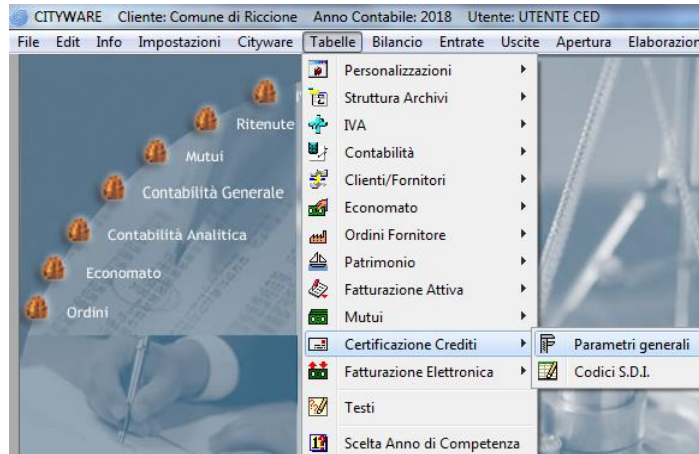 CITYWARE Cliente: Comune di Riccione Anno Contabile: 2018 Utente: UTENTE CED
File Edit Info Impostazioni Cityware Tabelle Bilancio Entrate Uscite Apertura Elaborazion
Ritenute
Mutui
Contabilità Generale
Contabilità Analitica
Economato
Ordini
Personalizzazioni
Struttura Archivi
IVA
Contabilità
Clienti/Fornitori
Economato
Ordini Fornitore
Patrimonio
Fatturazione Attiva
Mutui
Certificazione Crediti
Fatturazione Elettronica
Testi
Scelta Anno di Competenza
Parametri generali
Codici S.D.I.